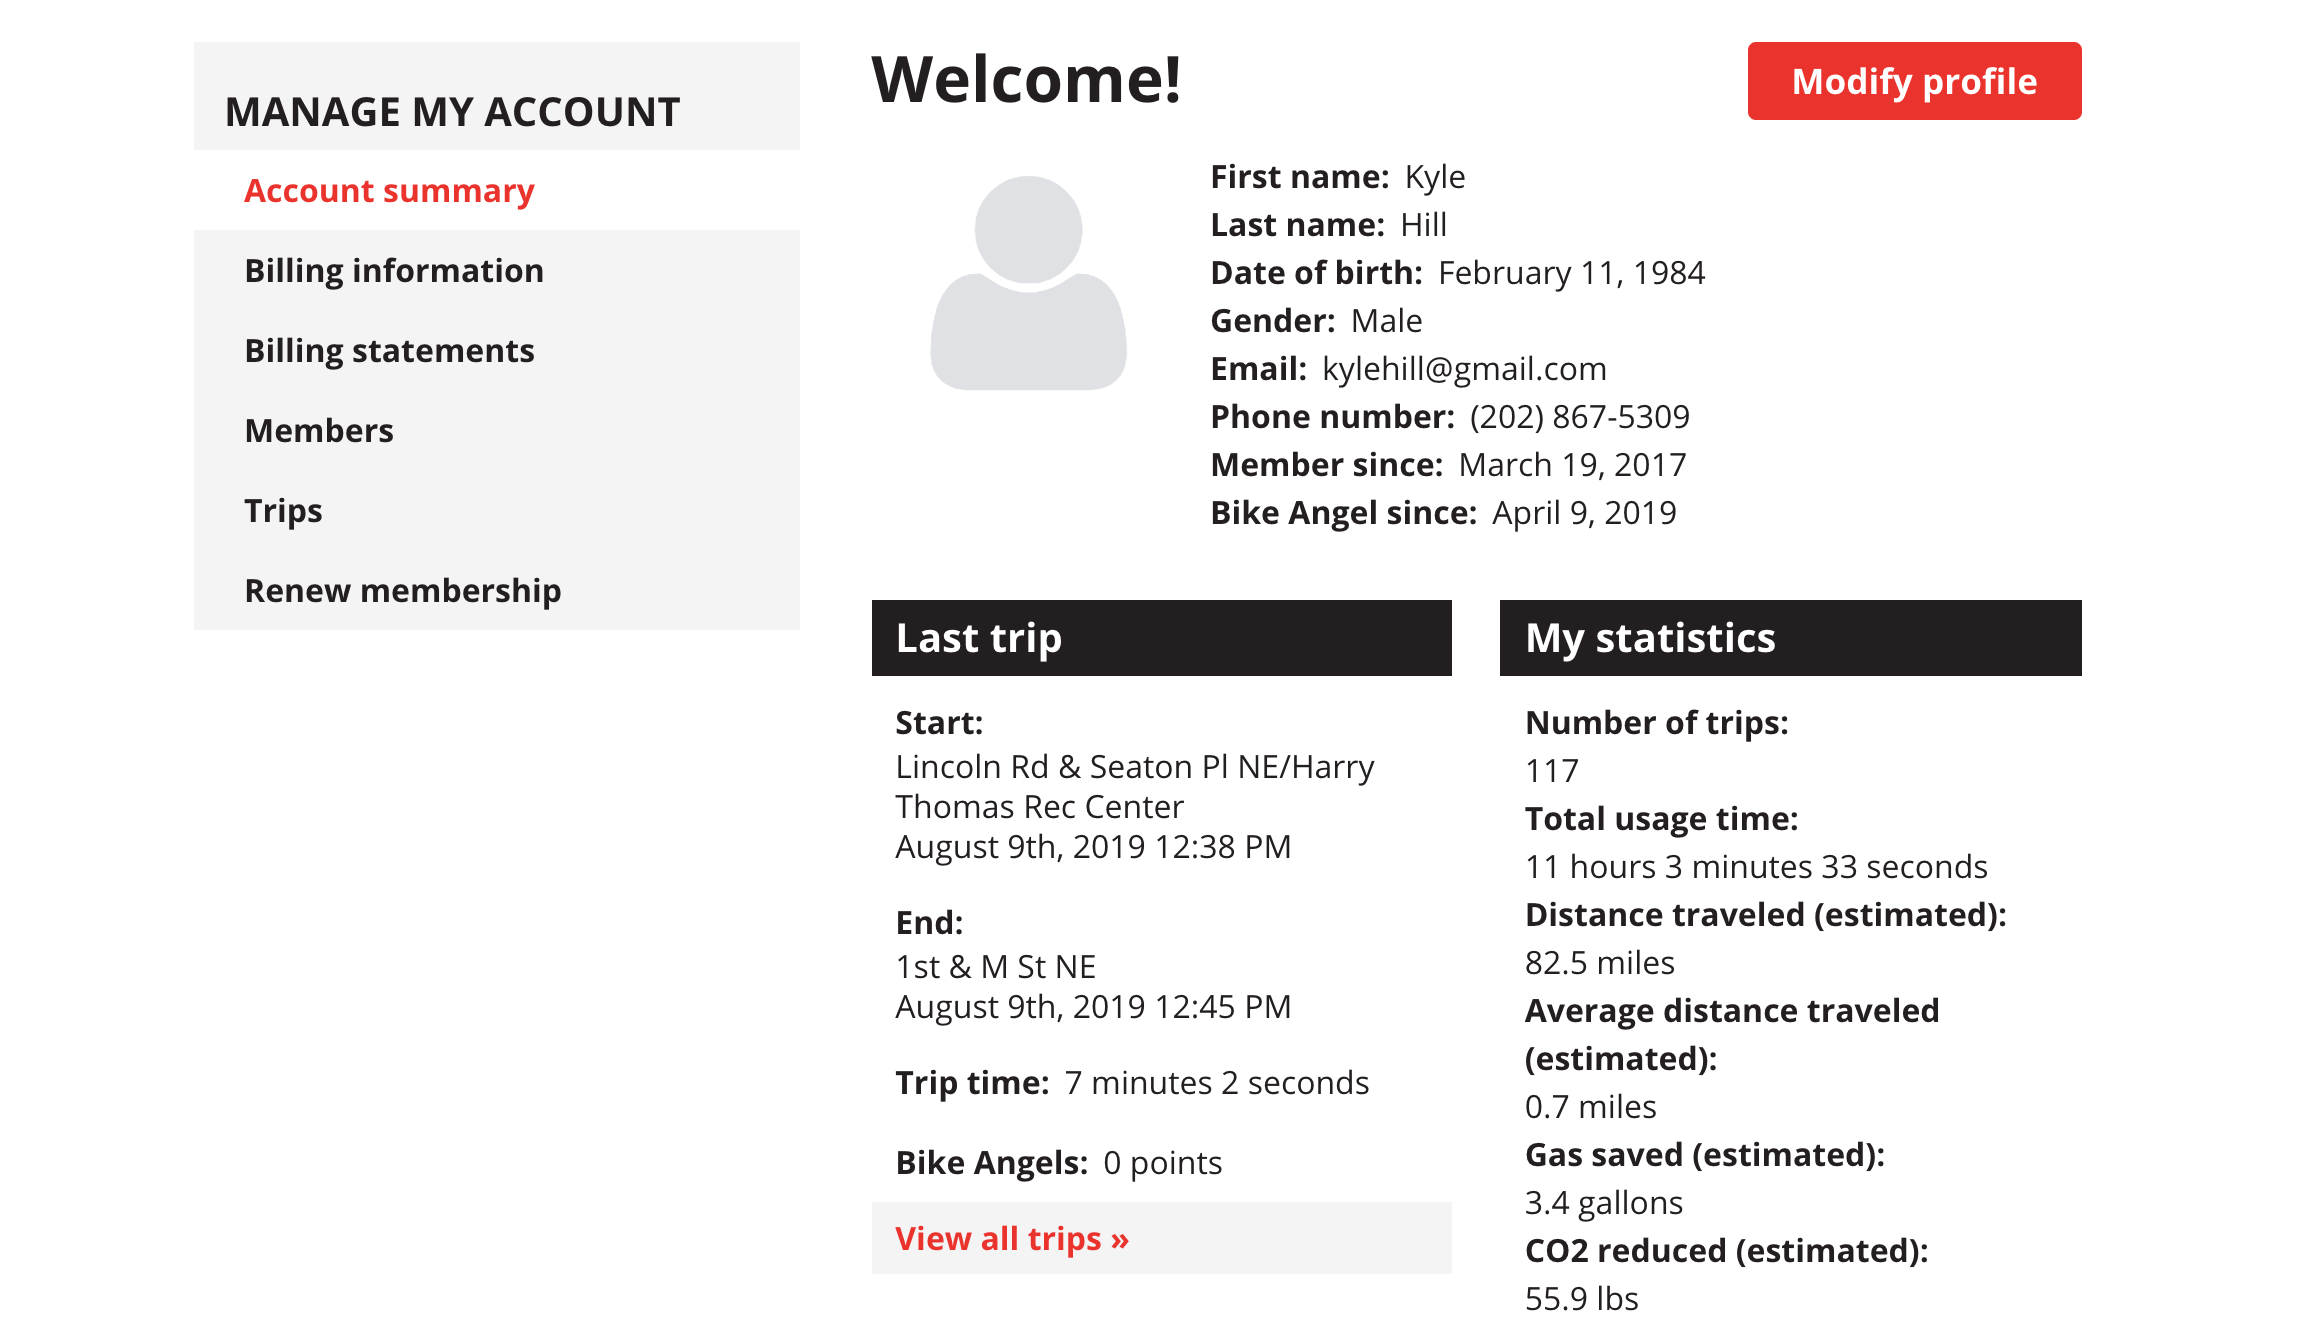 MANAGE MY ACCOUNT
Account summary
Billing information
Billing statements
Members
Trips
Renew membership
Welcome!
Modify profile
First name: Kyle
Last name: Hill
Date of birth: February 11, 1984
Gender: Male
Email: kylehill@gmail.com
Phone number: (202) 867-5309
Member since: March 19, 2017
Bike Angel since: April 9, 2019
Last trip
Start:
Lincoln Rd & Seaton Pl NE/Harry
Thomas Rec Center
August 9th, 2019 12:38 PM
End:
1st & M St NE
August 9th, 2019 12:45 PM
Trip time: 7 minutes 2 seconds
Bike Angels: 0 points
View all trips »
My statistics
Number of trips:
117
Total usage time:
11 hours 3 minutes 33 seconds
Distance traveled (estimated):
82.5 miles
Average distance traveled
(estimated):
0.7 miles
Gas saved (estimated):
3.4 gallons
CO2 reduced (estimated):
55.9 lbs